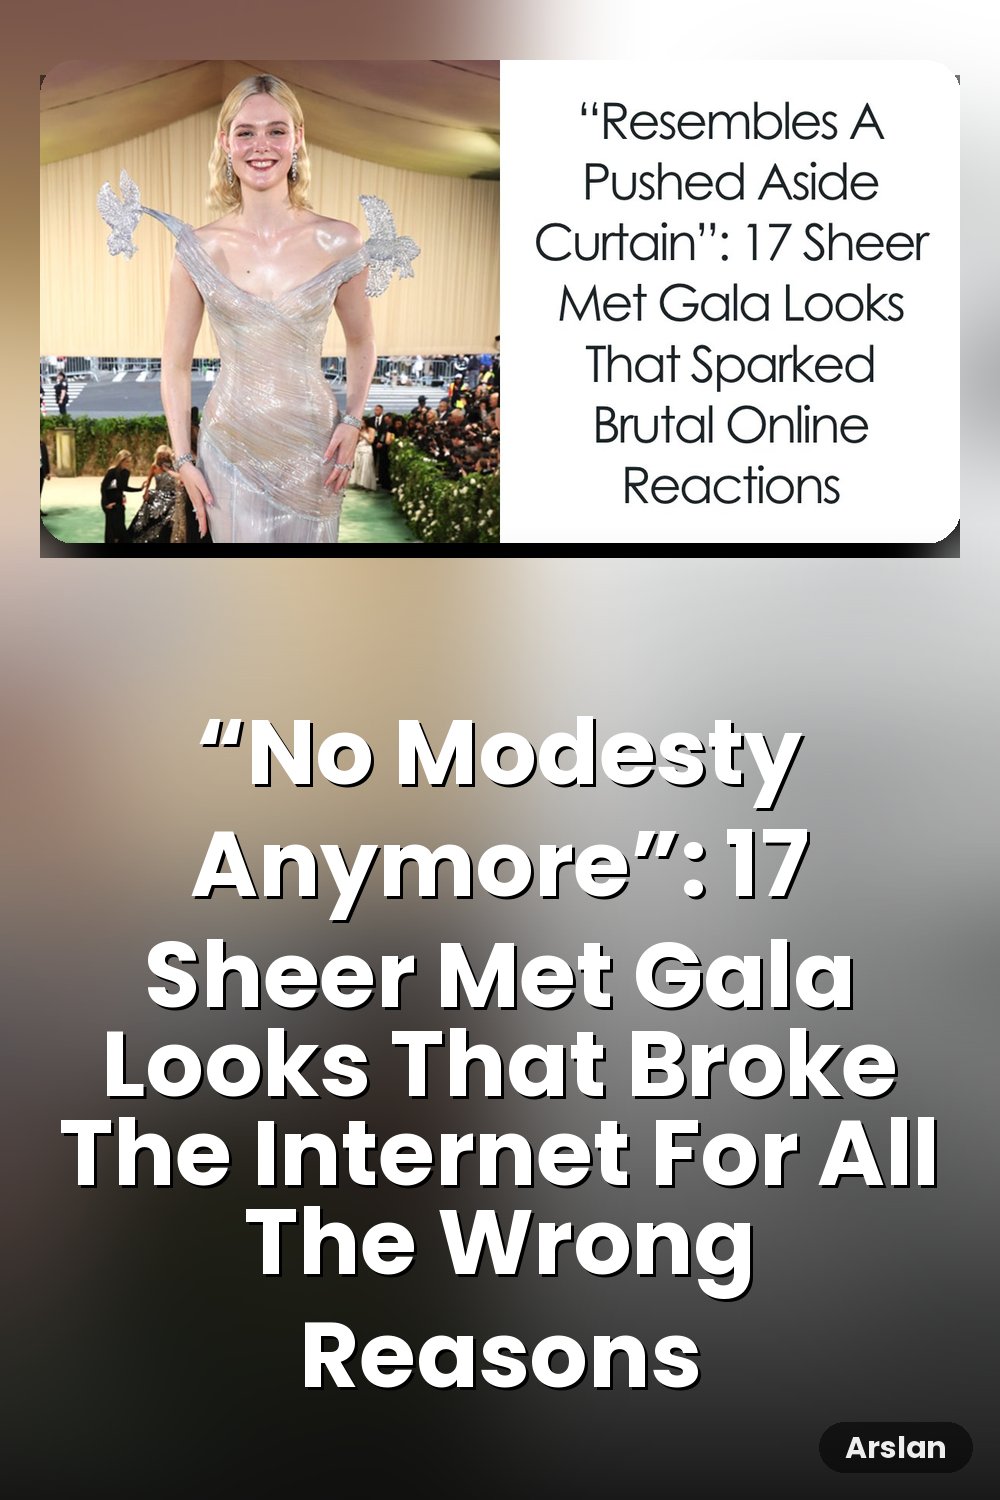 “Resembles A
Pushed Aside
Curtain”: 17 Sheer
Met Gala Looks
That Sparked
Brutal Online
Reactions
“No Modesty
Anymore”: 17
Sheer Met Gala
Looks That Broke
The Internet For All
The Wrong
Reasons
Arslan